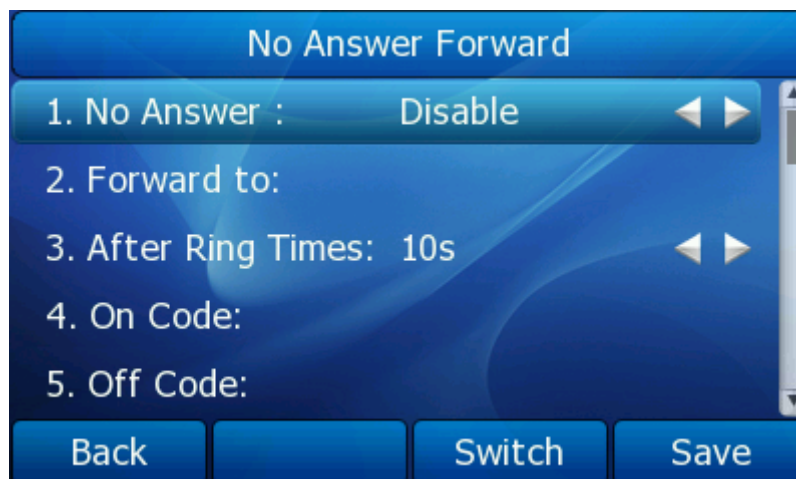 No Answer Forward
1. No Answer : Disable
2. Forward to:
3. After Ring Times: 10s
4. On Code:
5. Off Code:
Back Switch Save